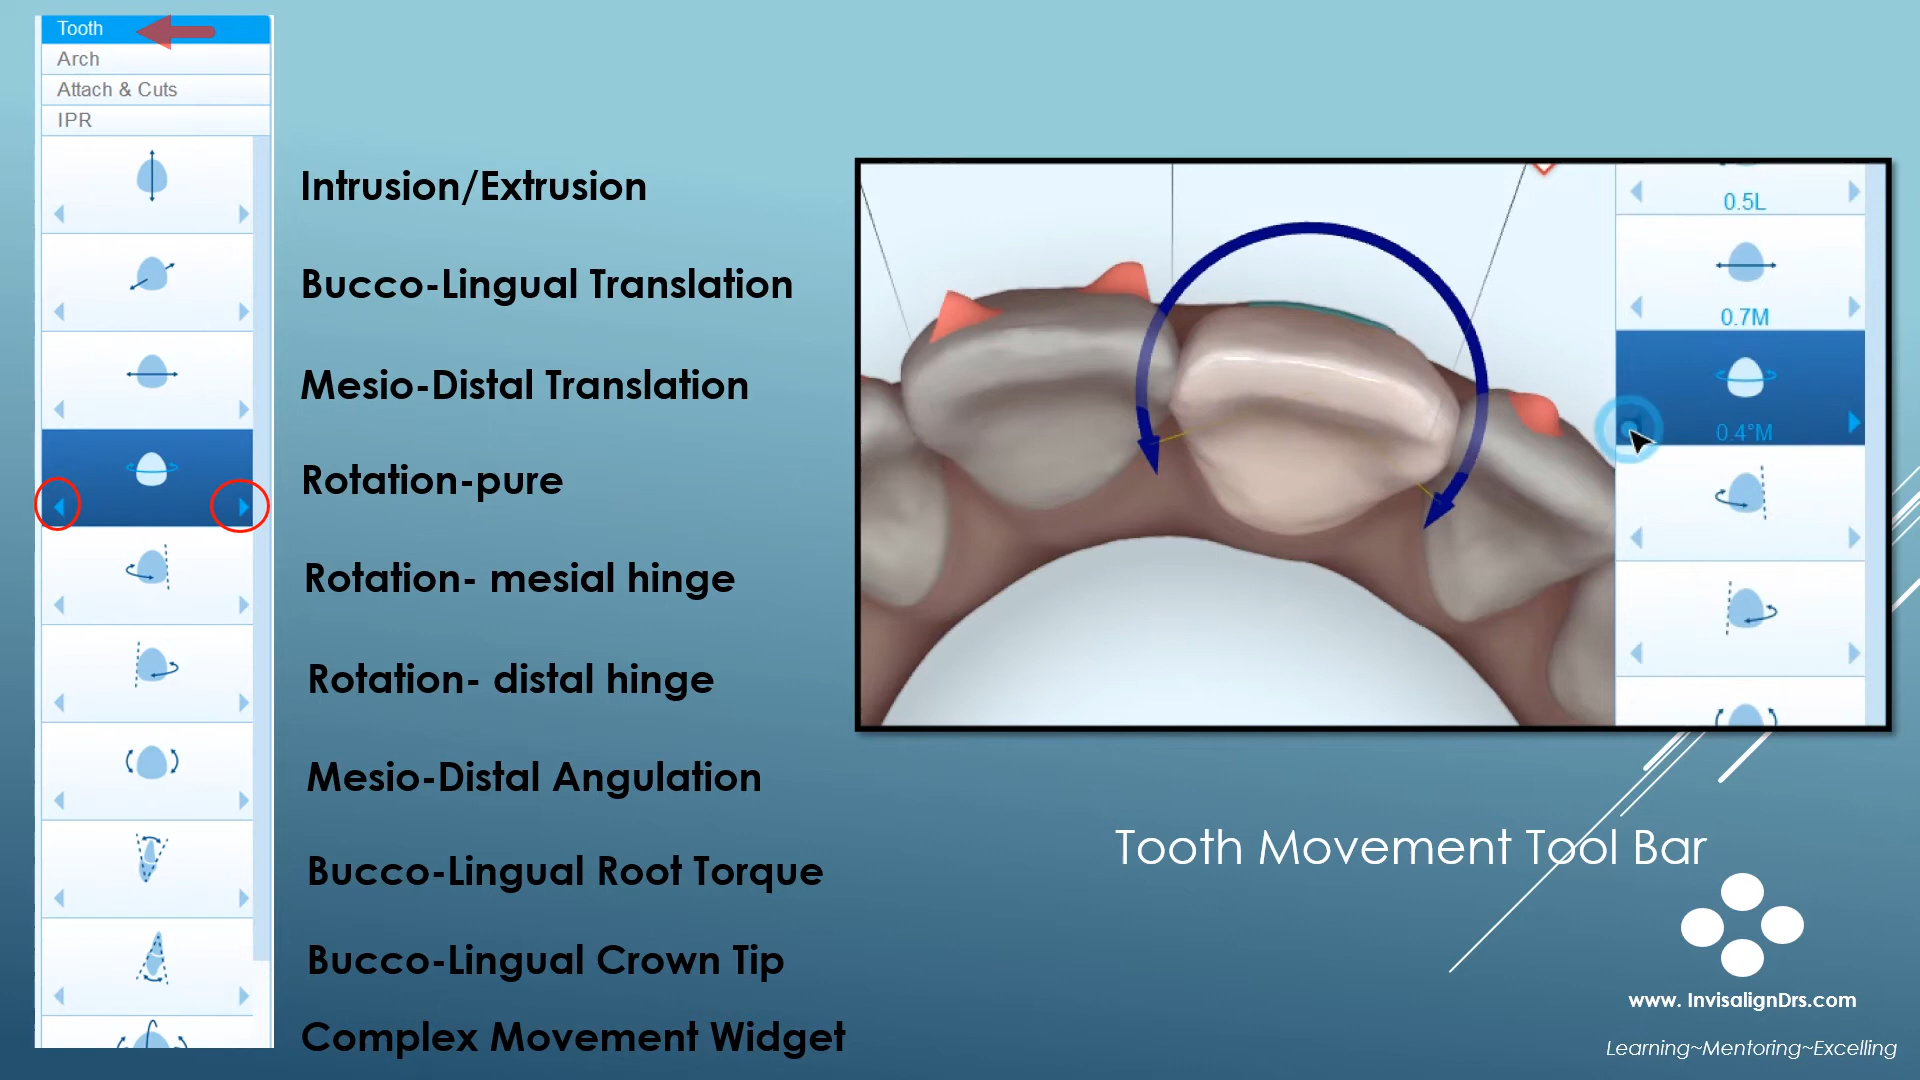 Tooth
Arch
Attach & Cuts
IPR
Intrusion/Extrusion
Bucco-Lingual Translation
Mesio-Distal Translation
Rotation-pure
Rotation- mesial hinge
Rotation- distal hinge
Mesio-Distal Angulation
Bucco-Lingual Root Torque
Bucco-Lingual Crown Tip
Complex Movement Widget
0.5L
0.7M
0.4°M
Tooth Movement Tool Bar
www. InvisalignDrs.com
Learning~Mentoring~Excelling